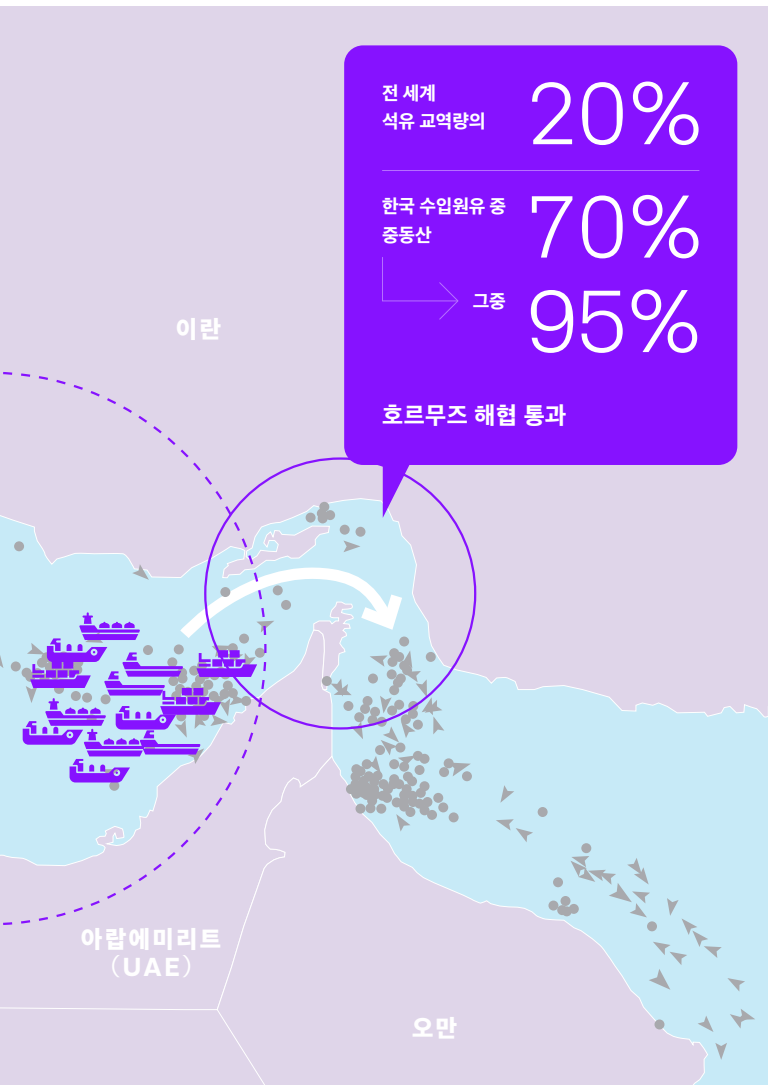 전 세계
석유 교역량의
20%
한국 수입원유 중
중동산
70%
그중
95%
호르무즈 해협 통과
이란
아랍에미리트
(UAE)
오만